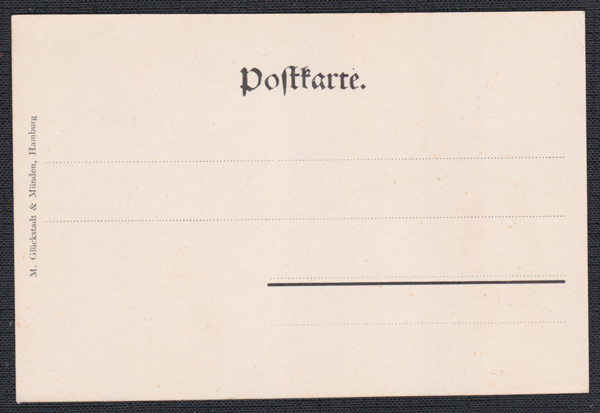 Postkarte.
M. Glückstadt & Münden, Hamburg